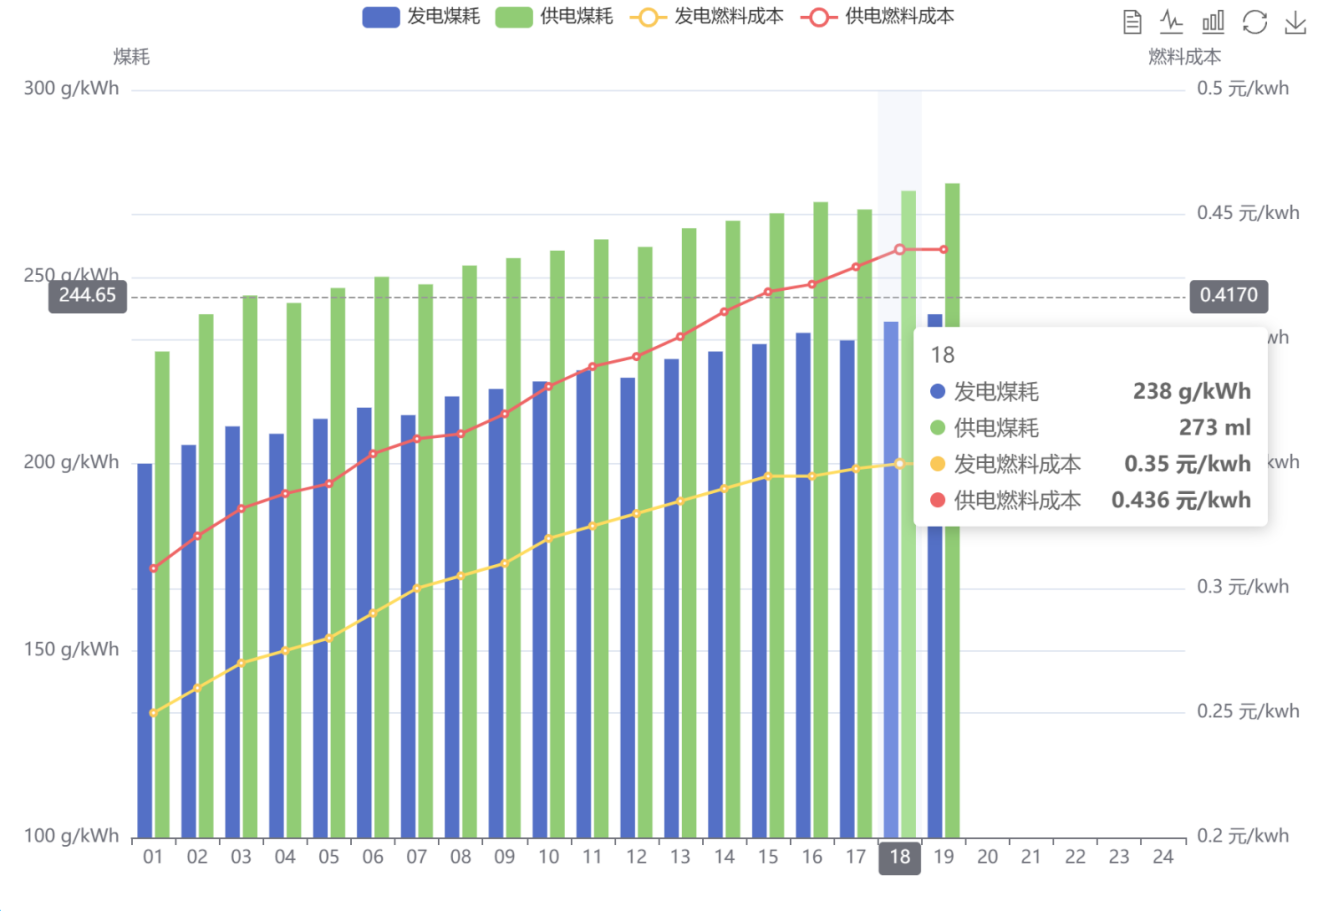 发电煤耗 供电煤耗 发电燃料成本 供电燃料成本
煤耗 燃料成本
300 g/kWh 0.5 元/kwh
0.45 元/kwh
250 g/kWh
244.65 0.4170
wh
18
发电煤耗 238 g/kWh
供电煤耗 273 ml
200 g/kWh 发电燃料成本 0.35 元/kwh kwh
供电燃料成本 0.436 元/kwh
0.3 元/kwh
150 g/kWh
0.25 元/kwh
100 g/kWh 0.2 元/kwh
01 02 03 04 05 06 07 08 09 10 11 12 13 14 15 16 17 18 19 20 21 22 23 24